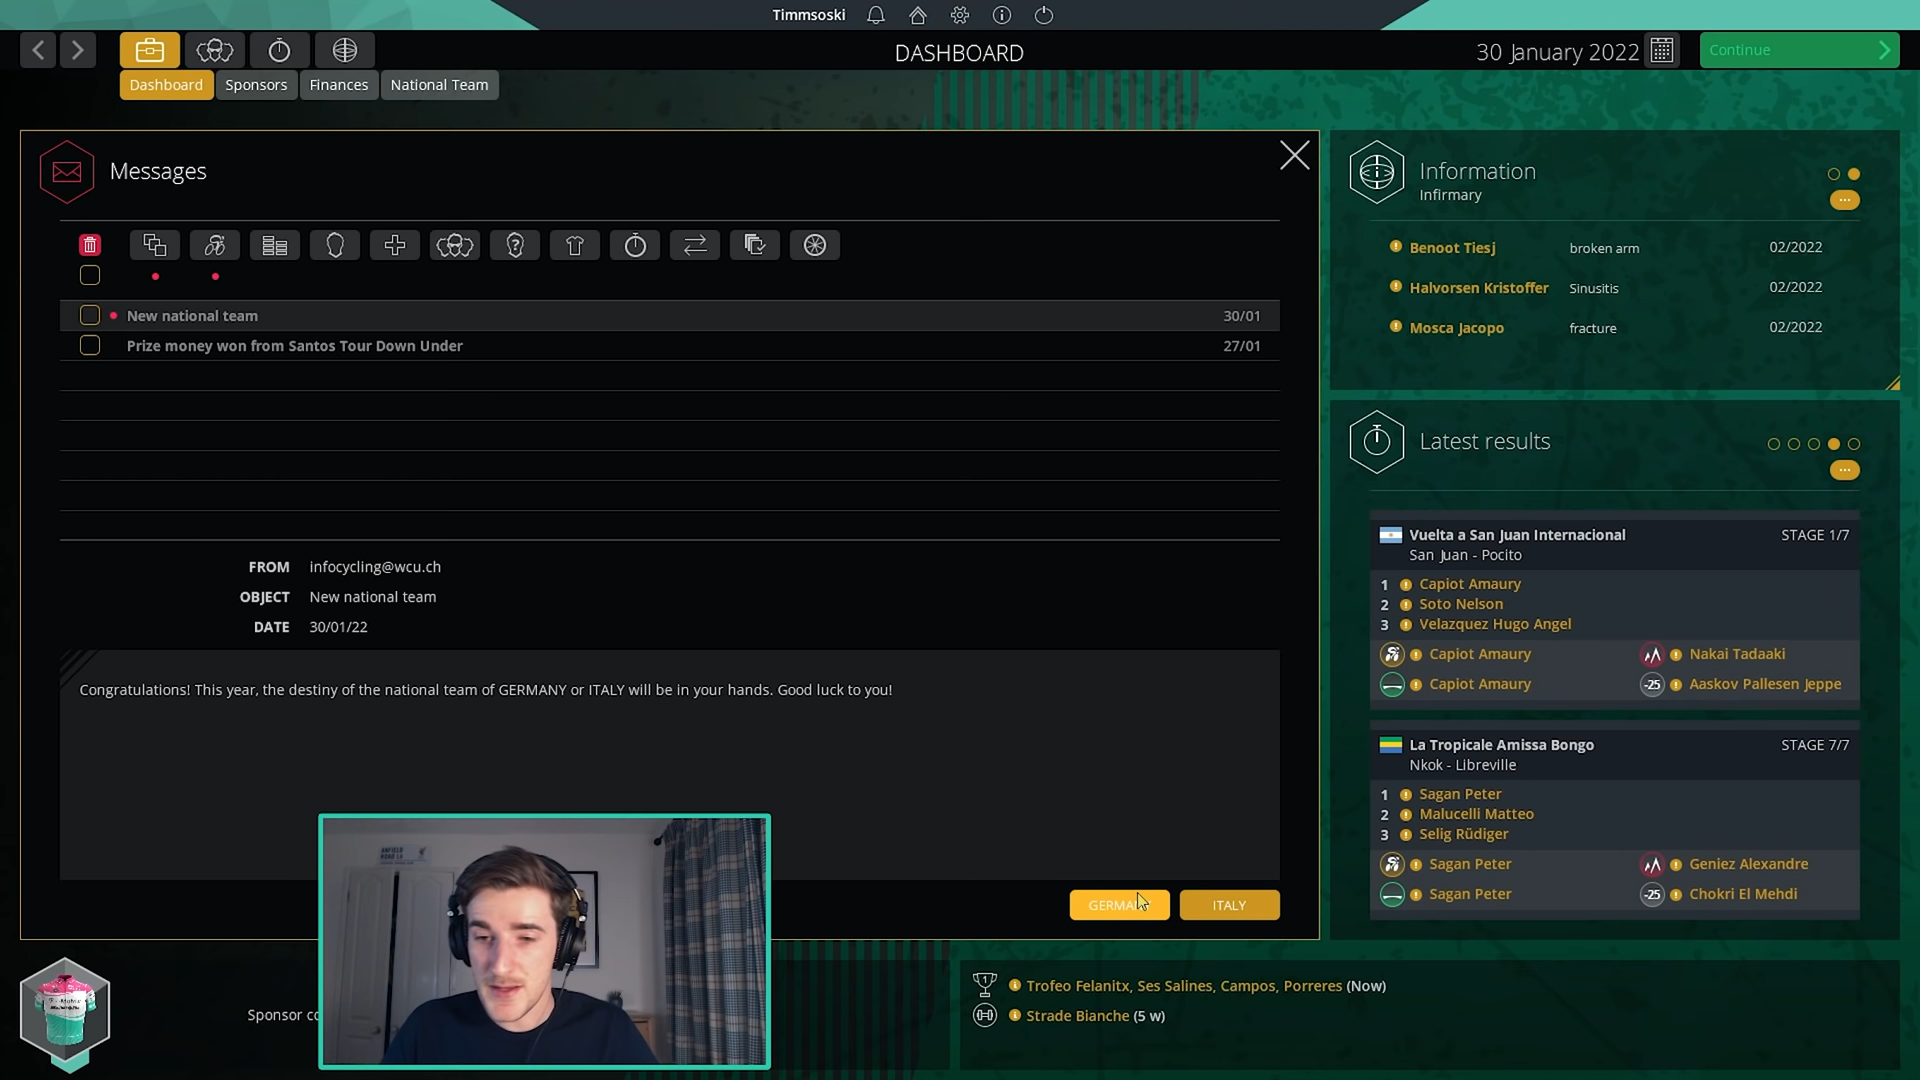 Timmsoski
DASHBOARD
30 January 2022
Continue
Dashboard
Sponsors
Finances
National Team
Messages
New national team 30/01
Prize money won from Santos Tour Down Under 27/01
FROM infocycling@wcu.ch
OBJECT New national team
DATE 30/01/22
Congratulations! This year, the destiny of the national team of GERMANY or ITALY will be in your hands. Good luck to you!
ITALY
Information
Infirmary
Benoot Tiesj broken arm 02/2022
Halvorsen Kristoffer Sinusitis 02/2022
Mosca Jacopo fracture 02/2022
Latest results
Vuelta a San Juan Internacional STAGE 1/7
San Juan - Pocito
1 Capiot Amaury
2 Soto Nelson
3 Velazquez Hugo Angel
Capiot Amaury Nakai Tadaaki
Capiot Amaury -25 Aaskov Pallesen Jeppe
La Tropicale Amissa Bongo STAGE 7/7
Nkok - Libreville
1 Sagan Peter
2 Malucelli Matteo
3 Selig Rüdiger
Sagan Peter Geniez Alexandre
Sagan Peter -25 Chokri El Mehdi
Sponsor
Trofeo Felanitx, Ses Salines, Campos, Porreres (Now)
Strade Bianche (5 w)